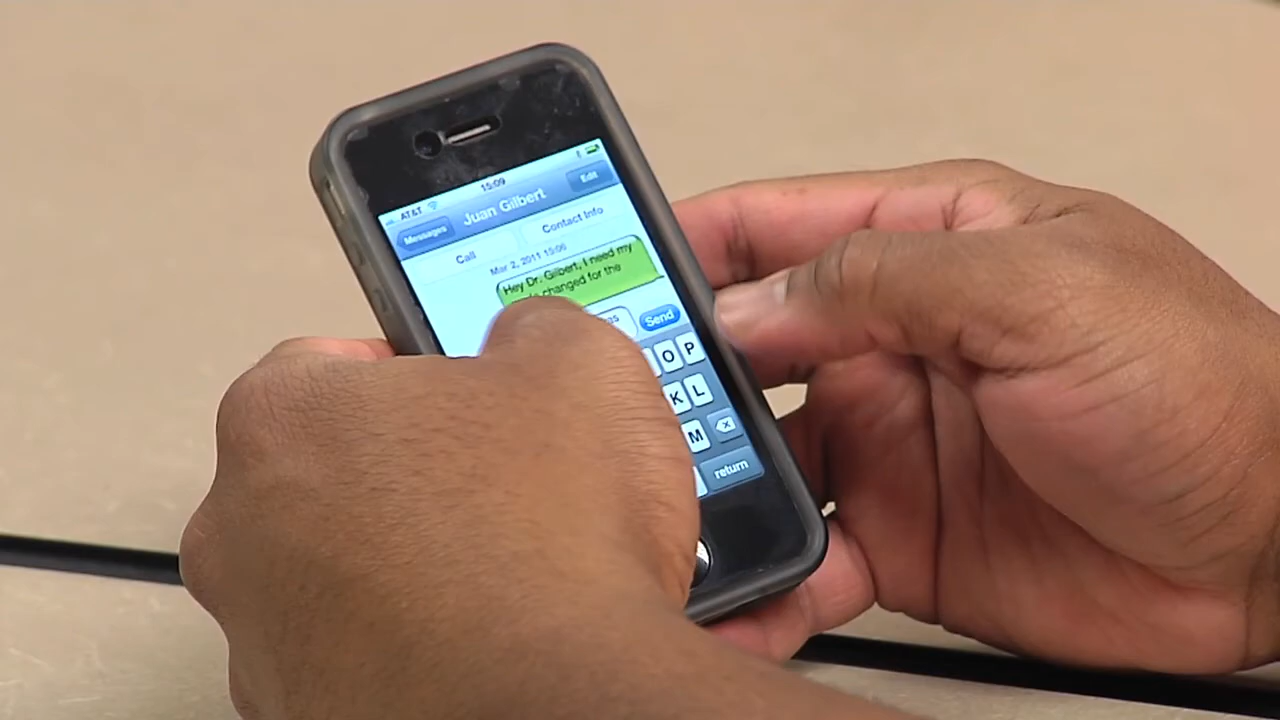 AT&T 15:09
Messages Juan Gilbert Edit
Call Contact Info
Mar 2, 2011 15:06
Hey Dr. Gilbert, I need my
changed for the
Send
O P
K L
M
return